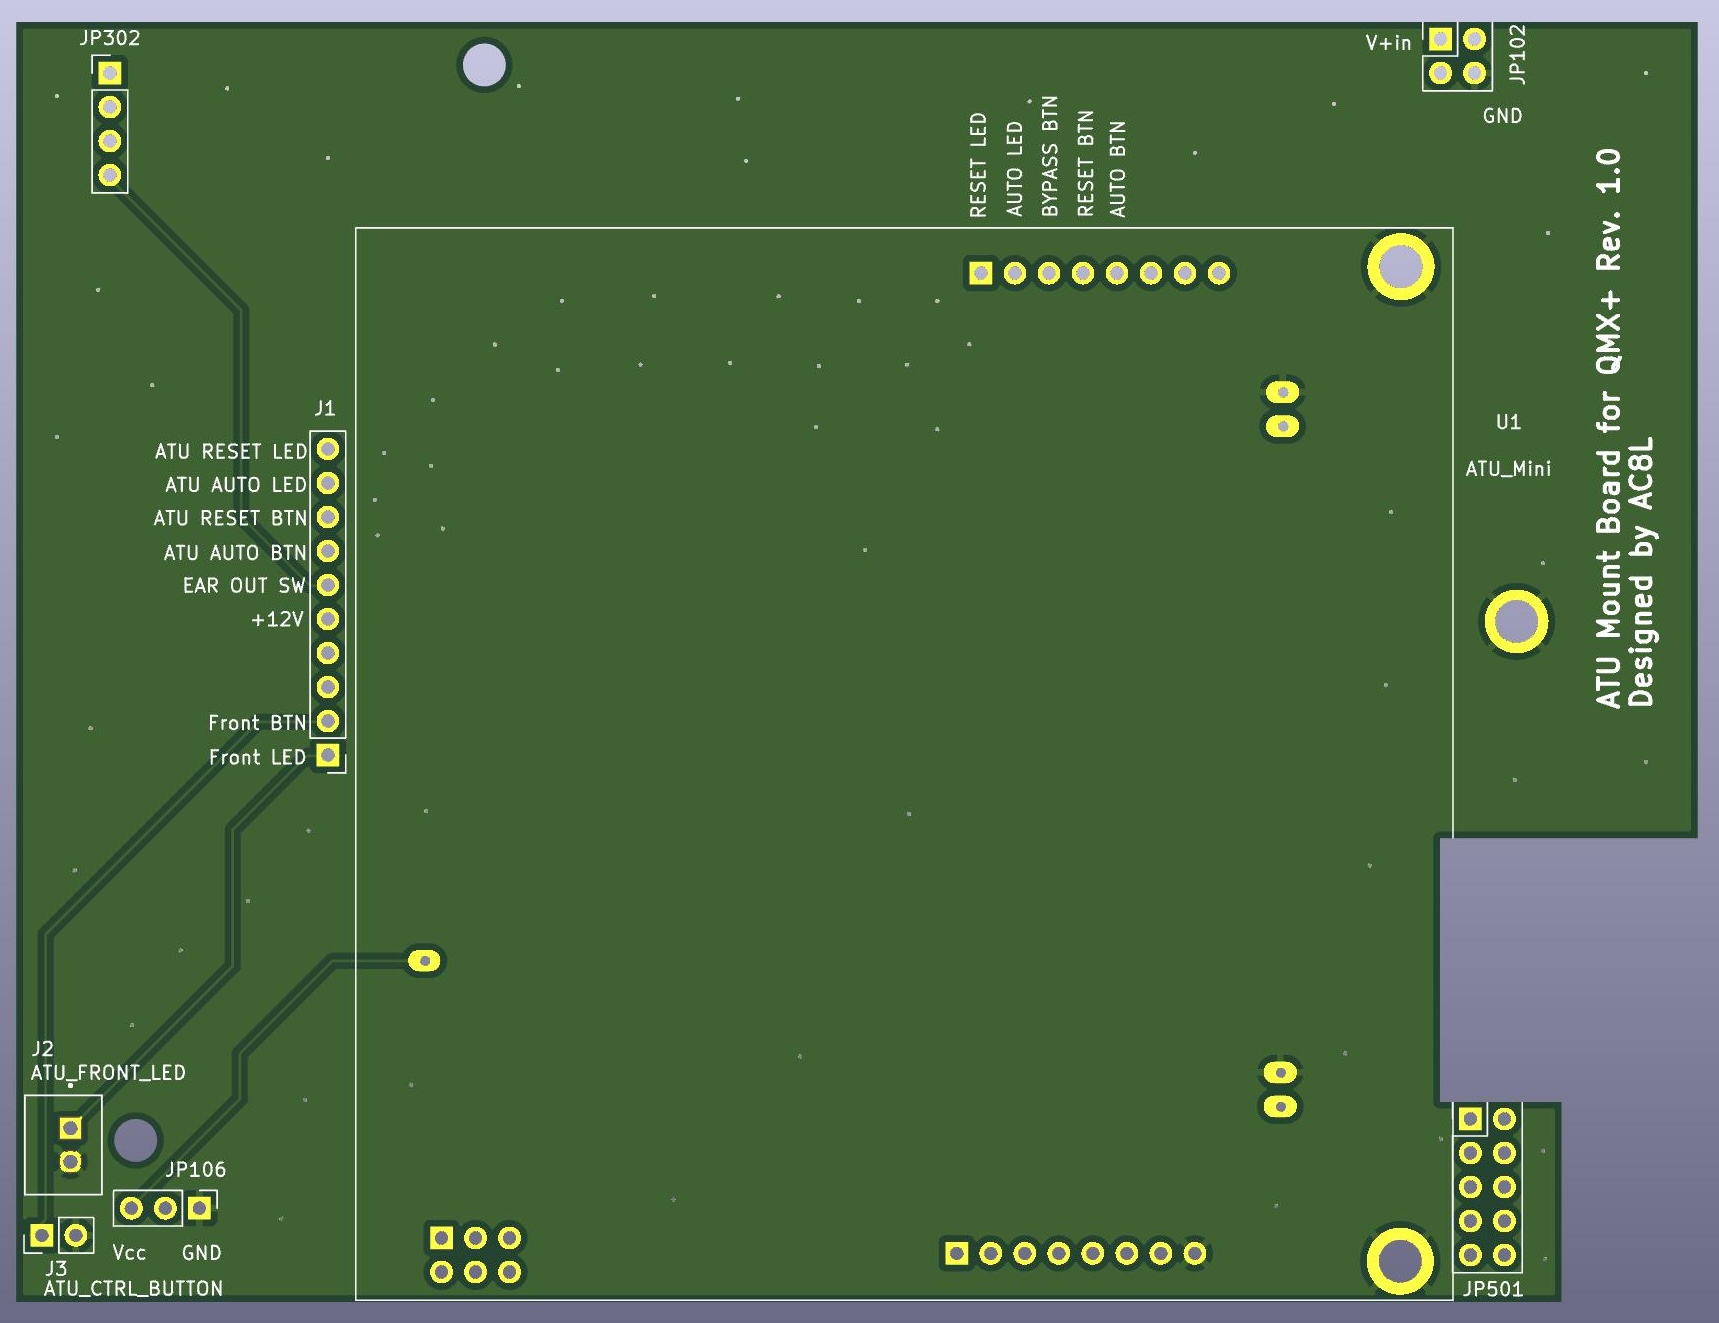 JP302
V+in
JP102
GND
RESET LED
AUTO LED
BYPASS BTN
RESET BTN
AUTO BTN
ATU Mount Board for QMX+ Rev. 1.0
Designed by AC8L
J1
ATU RESET LED
ATU AUTO LED
ATU RESET BTN
ATU AUTO BTN
EAR OUT SW
+12V
Front BTN
Front LED
U1
ATU_Mini
J2
ATU_FRONT_LED
JP106
Vcc
GND
J3
ATU_CTRL_BUTTON
JP501